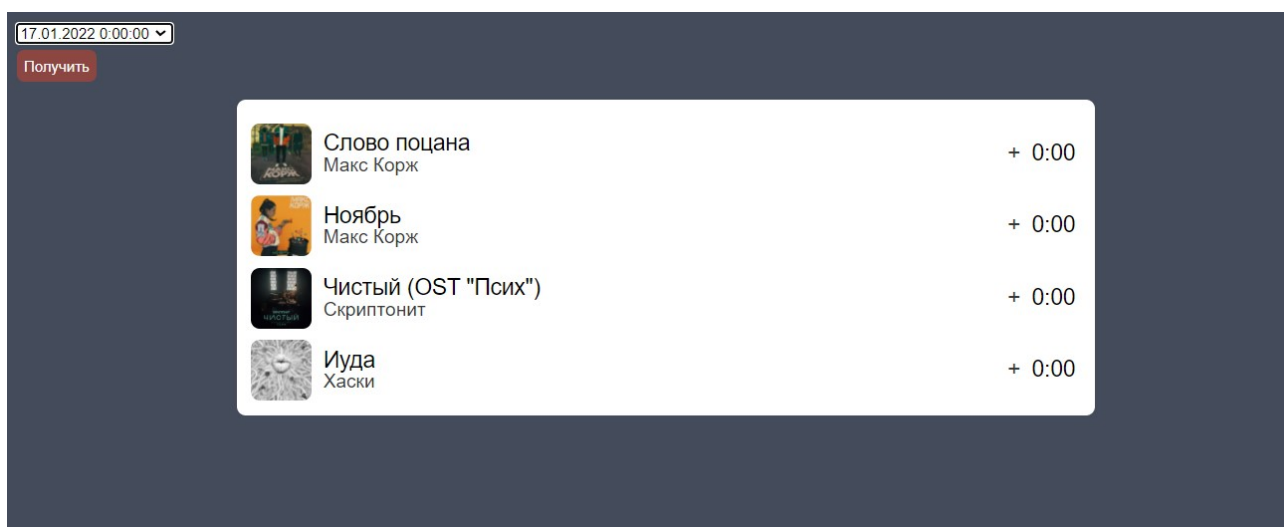 17.01.2022 0:00:00
Получить
Слово поцана
Макс Корж
+ 0:00
Ноябрь
Макс Корж
+ 0:00
Чистый (OST "Псих")
Скриптонит
+ 0:00
ЧИСТЫЙ
Иуда
Хаски
+ 0:00